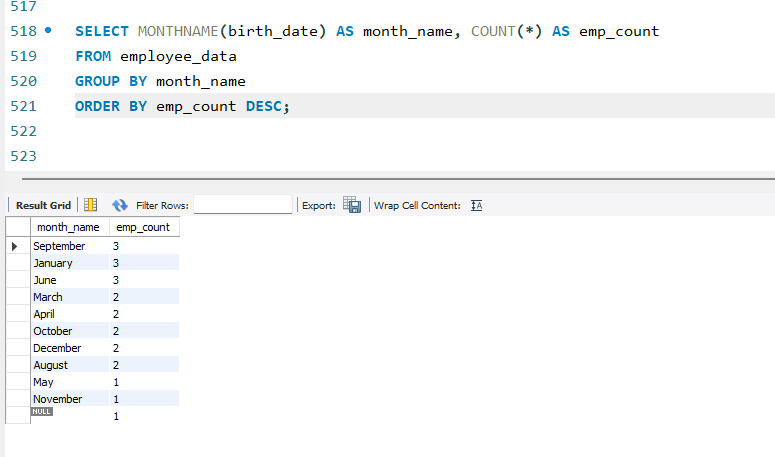 517
518 SELECT MONTHNAME(birth_date) AS month_name, COUNT(*) AS emp_count
519 FROM employee_data
520 GROUP BY month_name
521 ORDER BY emp_count DESC;
522
523
Result Grid Filter Rows: Export: Wrap Cell Content: IA
month_name emp_count
September 3
January 3
June 3
March 2
April 2
October 2
December 2
August 2
May 1
November 1
NULL 1